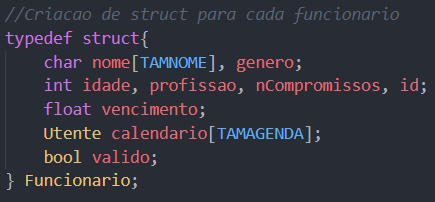 //Criacao de struct para cada funcionario
typedef struct{
    char nome[TAMNOME], genero;
    int idade, profissao, nCompromissos, id;
    float vencimento;
    Utente calendario[TAMAGENDA];
    bool valido;
} Funcionario;